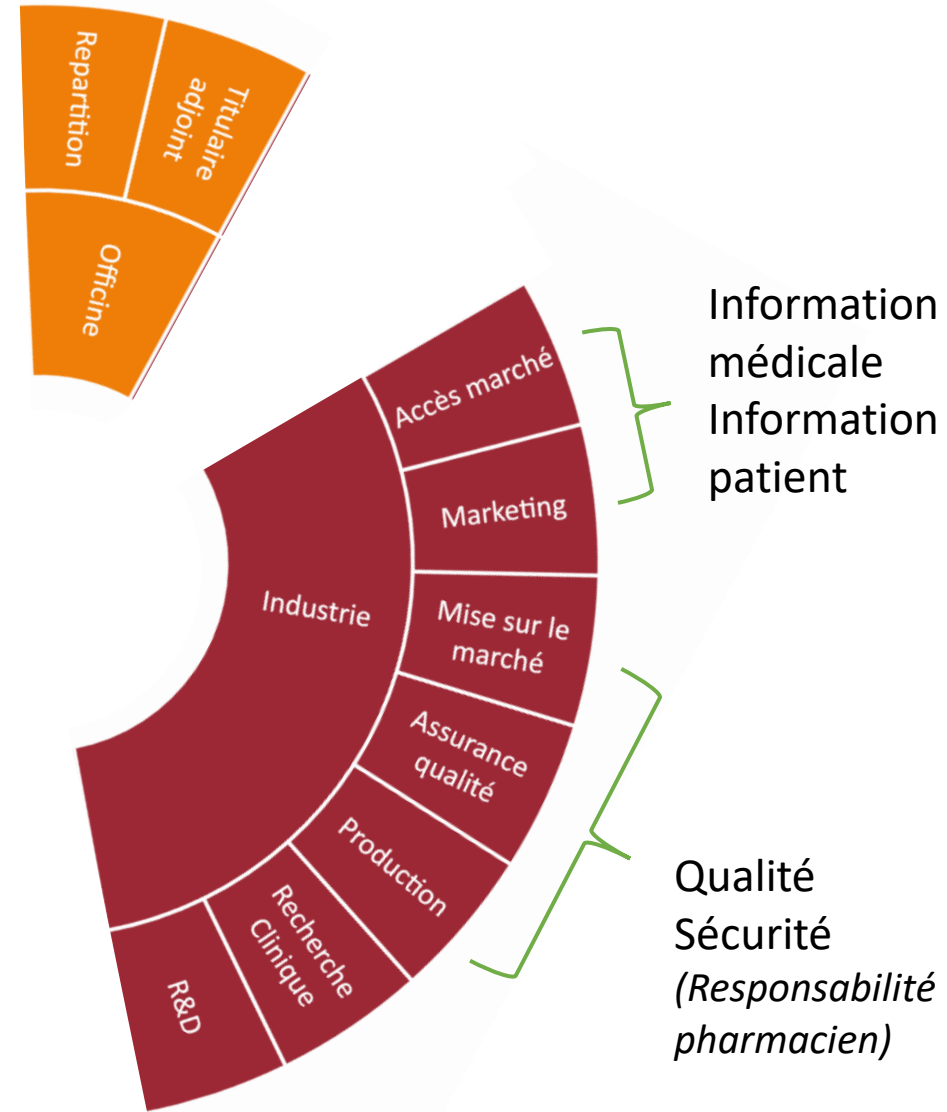 Repartition
Titulaire
adjoint
Officine
Accès marché
Marketing
Industrie
Mise sur le
marché
Assurance
qualité
Production
Recherche
Clinique
R&D
Information
médicale
Information
patient
Qualité
Sécurité
(Responsabilité
pharmacien)